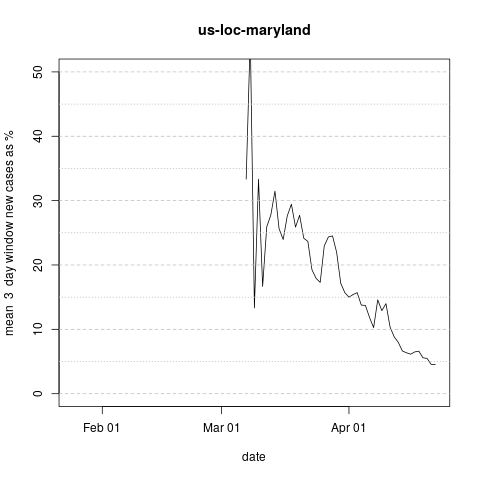 us-loc-maryland
mean 3 day window new cases as %
50
40
30
20
10
0
Feb 01
Mar 01
Apr 01
date